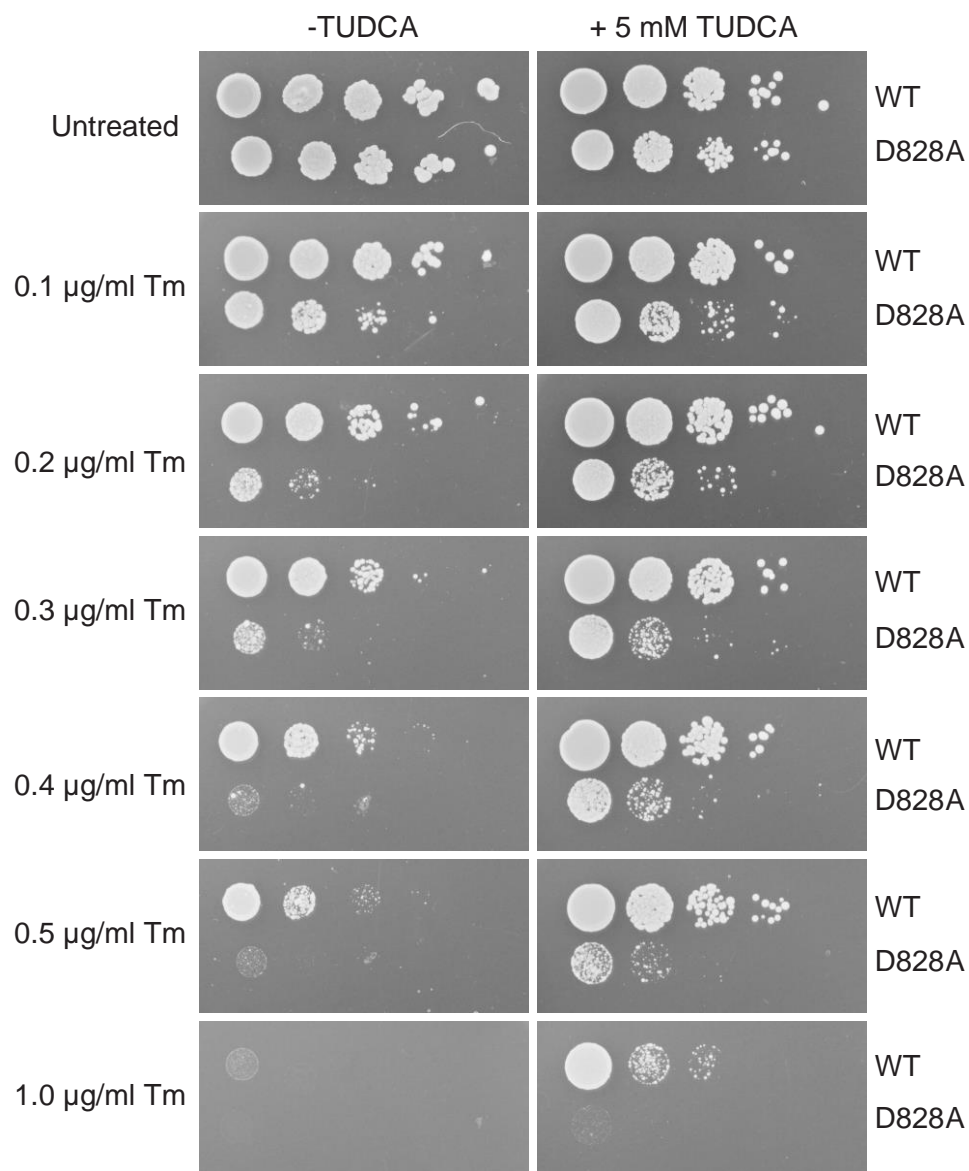 -TUDCA + 5 mM TUDCA
Untreated WT
D828A
0.1 µg/ml Tm WT
D828A
0.2 µg/ml Tm WT
D828A
0.3 µg/ml Tm WT
D828A
0.4 µg/ml Tm WT
D828A
0.5 µg/ml Tm WT
D828A
1.0 µg/ml Tm WT
D828A